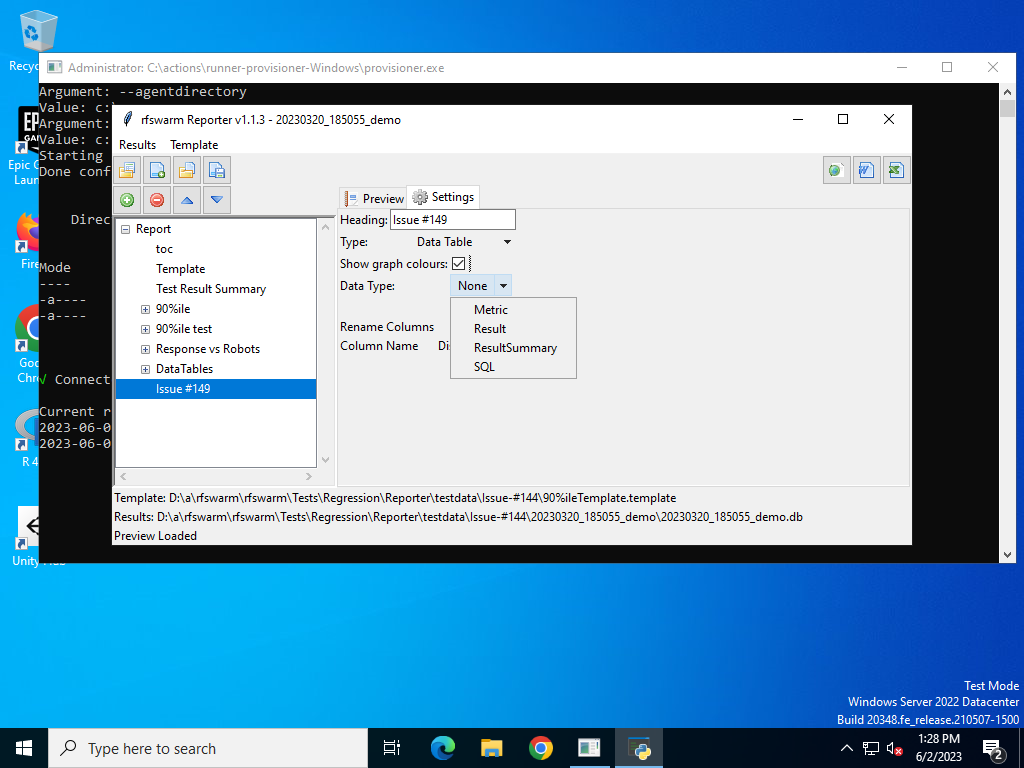 Recyc
Administrator: C:\actions\runner-provisioner-Windows\provisioner.exe
Argument: --agentdirectory
Value: c:\
Argument:
Value: c:
Starting
Done conf
Direc
Mode
----
-a----
-a----
√ Connect
Current r
2023-06-0
2023-06-0
EPIC
GAMES
Epic G
Laun
Fire
Goo
Chr
R 4
Unity Hub
rfswarm Reporter v1.1.3 - 20230320_185055_demo
Results Template
Preview Settings
Report
toc
Template
Test Result Summary
90%ile
90%ile test
Response vs Robots
DataTables
Issue #149
Heading: Issue #149
Type: Data Table
Show graph colours:
Data Type: None
Metric
Result
ResultSummary
SQL
Rename Columns
Column Name Di
Template: D:\a\rfswarm\rfswarm\Tests\Regression\Reporter\testdata\Issue-#144\90%ileTemplate.template
Results: D:\a\rfswarm\rfswarm\Tests\Regression\Reporter\testdata\Issue-#144\20230320_185055_demo\20230320_185055_demo.db
Preview Loaded
Test Mode
Windows Server 2022 Datacenter
Build 20348.fe_release.210507-1500
Type here to search
1:28 PM
6/2/2023
2